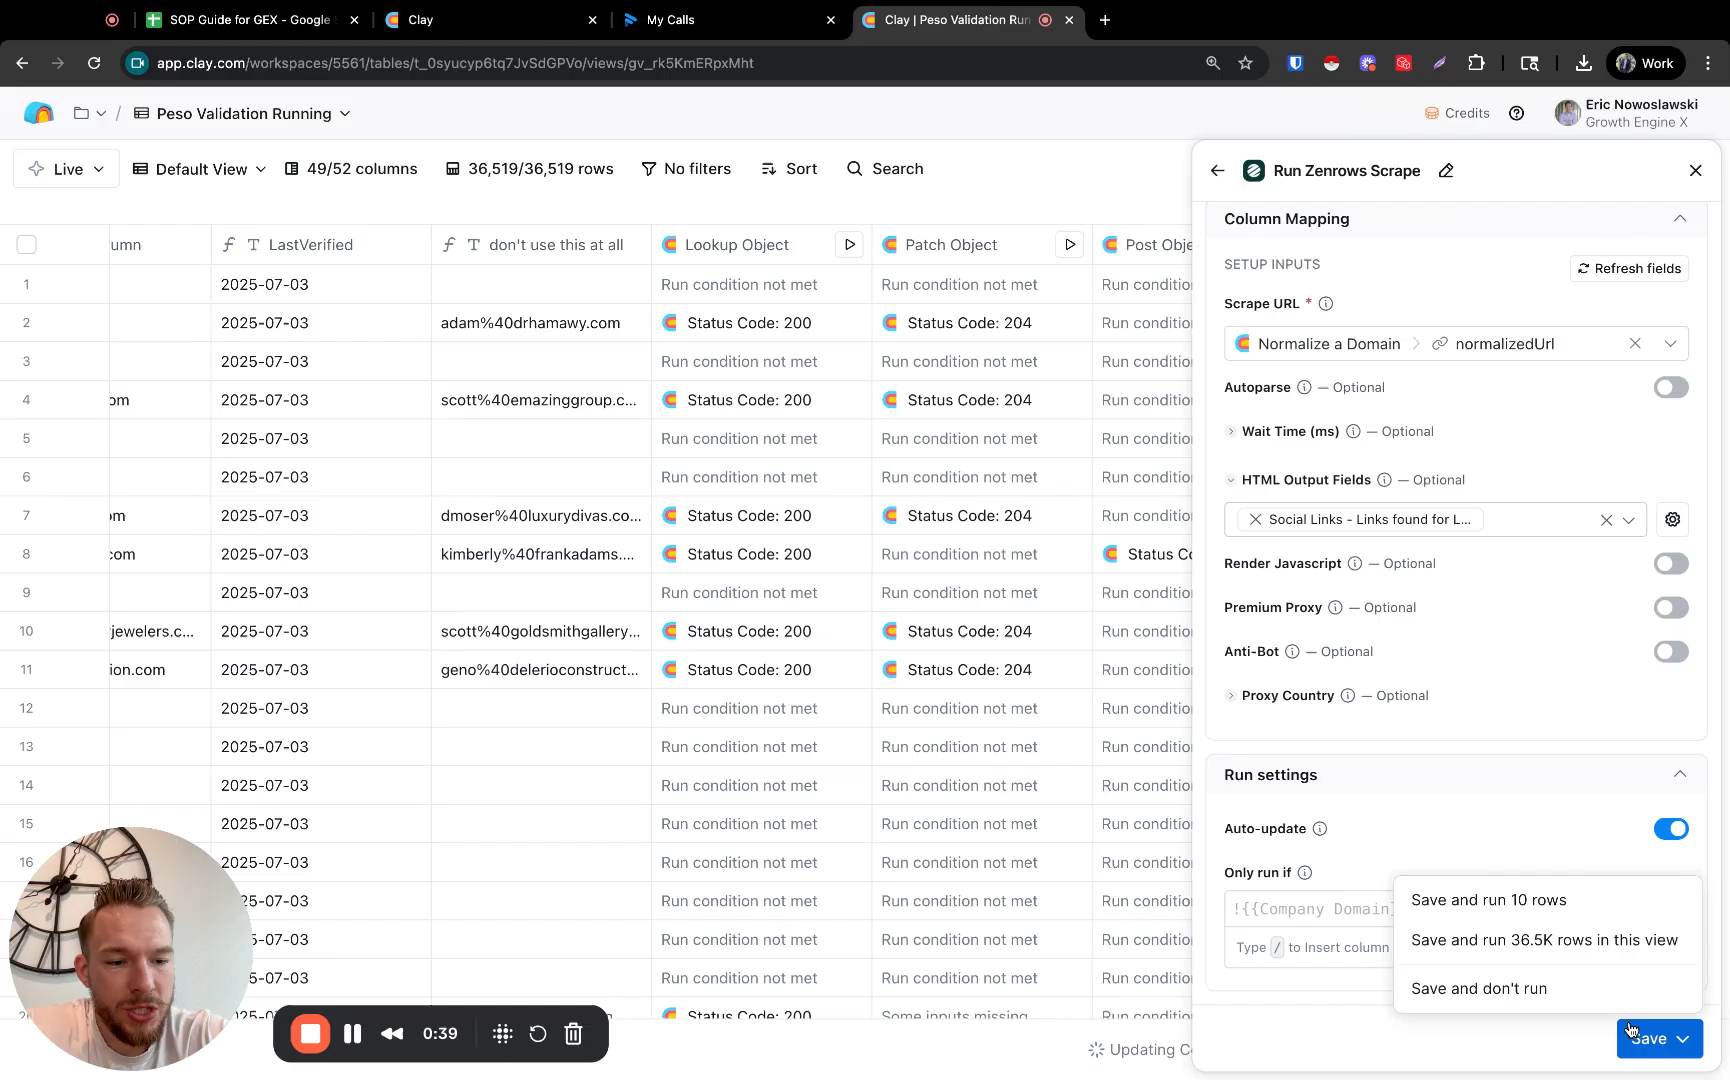 SOP Guide for GEX - Google
Clay
My Calls
Clay | Peso Validation Run
app.clay.com/workspaces/5561/tables/t_0syucyp6tq7JvSdGPVo/views/gv_rk5KmERpxMht
Work
/ Peso Validation Running
Credits
Eric Nowoslawski
Growth Engine X
Live
Default View
49/52 columns
36,519/36,519 rows
No filters
Sort
Search
umn
LastVerified
don't use this at all
Lookup Object
Patch Object
Post Obje
1 2025-07-03 Run condition not met Run condition not met Run conditio
2 2025-07-03 adam%40drhamawy.com Status Code: 200 Status Code: 204 Run conditio
3 2025-07-03 Run condition not met Run condition not met Run conditio
4 om 2025-07-03 scott%40emazinggroup.c... Status Code: 200 Status Code: 204 Run conditio
5 2025-07-03 Run condition not met Run condition not met Run conditio
6 2025-07-03 Run condition not met Run condition not met Run conditio
7 om 2025-07-03 dmoser%40luxurydivas.co... Status Code: 200 Status Code: 204 Run conditio
8 com 2025-07-03 kimberly%40frankadams.... Status Code: 200 Run condition not met Status Co
9 2025-07-03 Run condition not met Run condition not met Run conditio
10 jewelers.c... 2025-07-03 scott%40goldsmithgallery... Status Code: 200 Status Code: 204 Run conditio
11 ion.com 2025-07-03 geno%40delerioconstruct... Status Code: 200 Status Code: 204 Run conditio
12 2025-07-03 Run condition not met Run condition not met Run conditio
13 2025-07-03 Run condition not met Run condition not met Run conditio
14 2025-07-03 Run condition not met Run condition not met Run conditio
15 2025-07-03 Run condition not met Run condition not met Run conditio
16 2025-07-03 Run condition not met Run condition not met Run conditio
5-07-03 Run condition not met Run condition not met Run conditio
5-07-03 Run condition not met Run condition not met Run conditio
5-07-03 Run condition not met Run condition not met Run conditio
5-07-03 Status Code: 200 Some inputs missing Run conditio
Updating Co
0:39
Run Zenrows Scrape
Column Mapping
SETUP INPUTS
Refresh fields
Scrape URL *
Normalize a Domain > normalizedUrl
Autoparse — Optional
Wait Time (ms) — Optional
HTML Output Fields — Optional
Social Links - Links found for L...
Render Javascript — Optional
Premium Proxy — Optional
Anti-Bot — Optional
Proxy Country — Optional
Run settings
Auto-update
Only run if
!{{Company Domain}
Type / to Insert column
Save and run 10 rows
Save and run 36.5K rows in this view
Save and don't run
Save